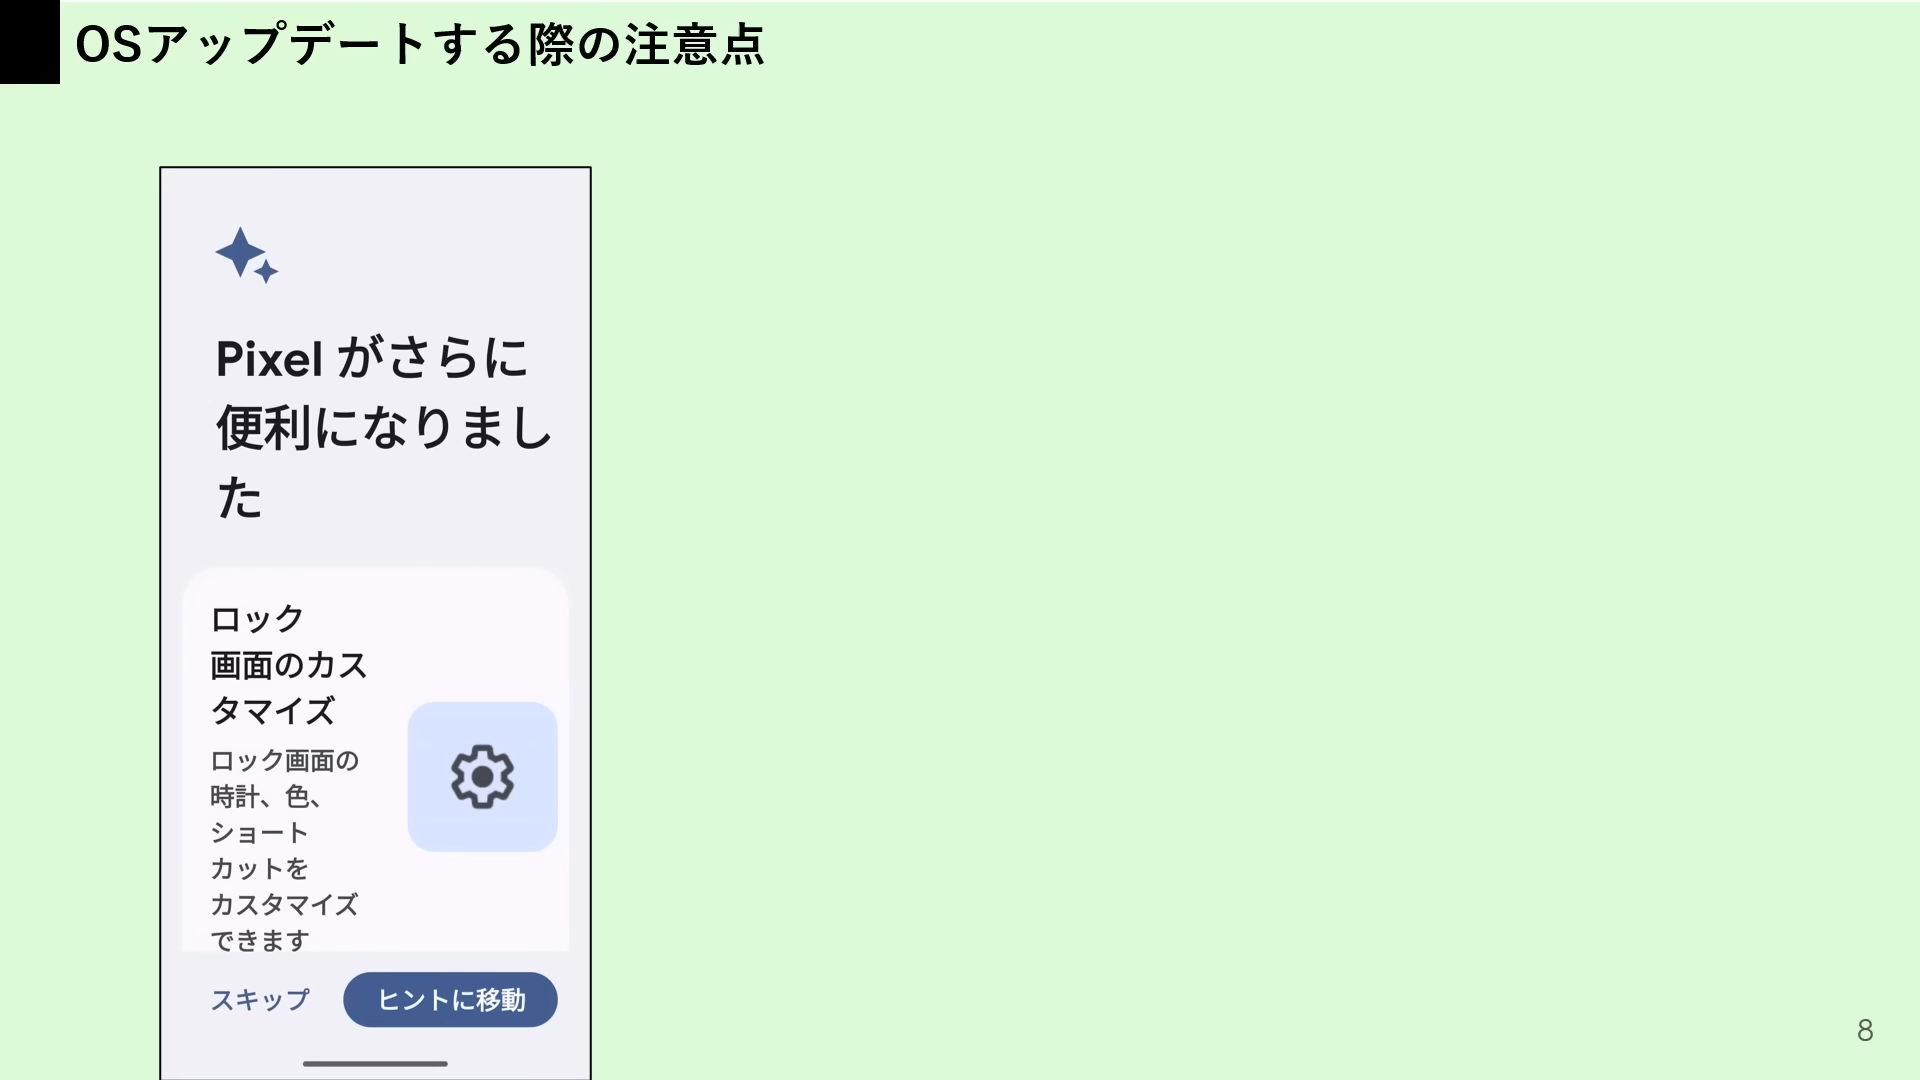 OSアップデートする際の注意点
Pixel がさらに
便利になりまし
た
ロック
画面のカス
タマイズ
ロック画面の
時計、色、
ショート
カットを
カスタマイズ
できます
スキップ
ヒントに移動
8